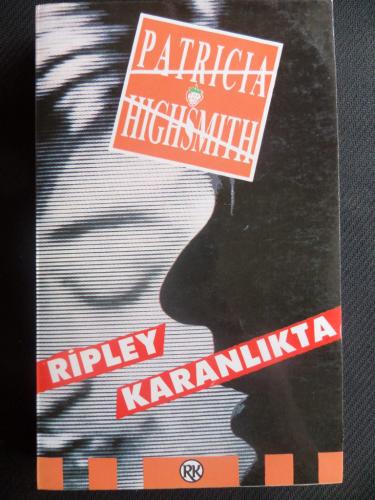 PATRICIA
HIGHSMITH
RİPLEY
KARANLIKTA
RK